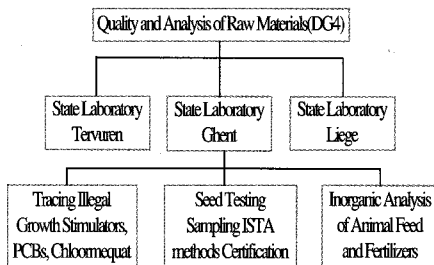 Quality and Analysis of Raw Materials(DG4)
State Laboratory
Tervuren
State Laboratory
Ghent
State Laboratory
Liege
Tracing Illegal
Growth Stimulators,
PCBs, Chloormequat
Seed Testing
Sampling ISTA
methods Certification
Inorganic Analysis
of Animal Feed
and Fertilizers